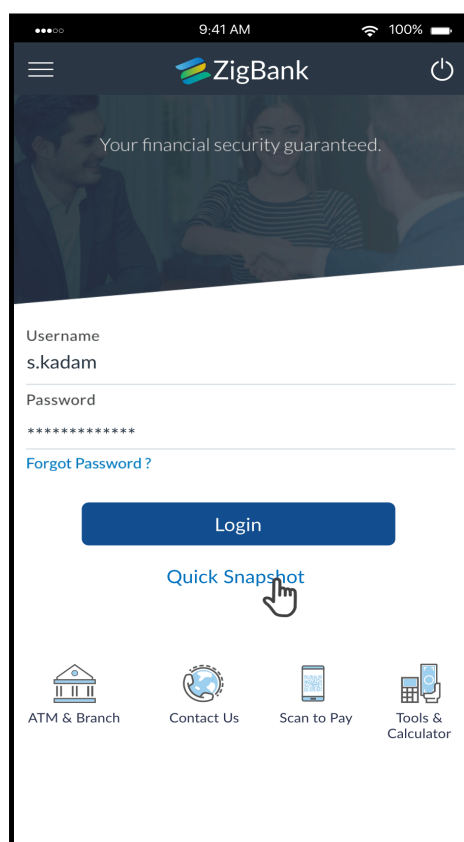 9:41 AM
100%
ZigBank
Your financial security guaranteed.
Username
s.kadam
Password
*************
Forgot Password ?
Login
Quick Snapshot
ATM & Branch
Contact Us
Scan to Pay
Tools &
Calculator